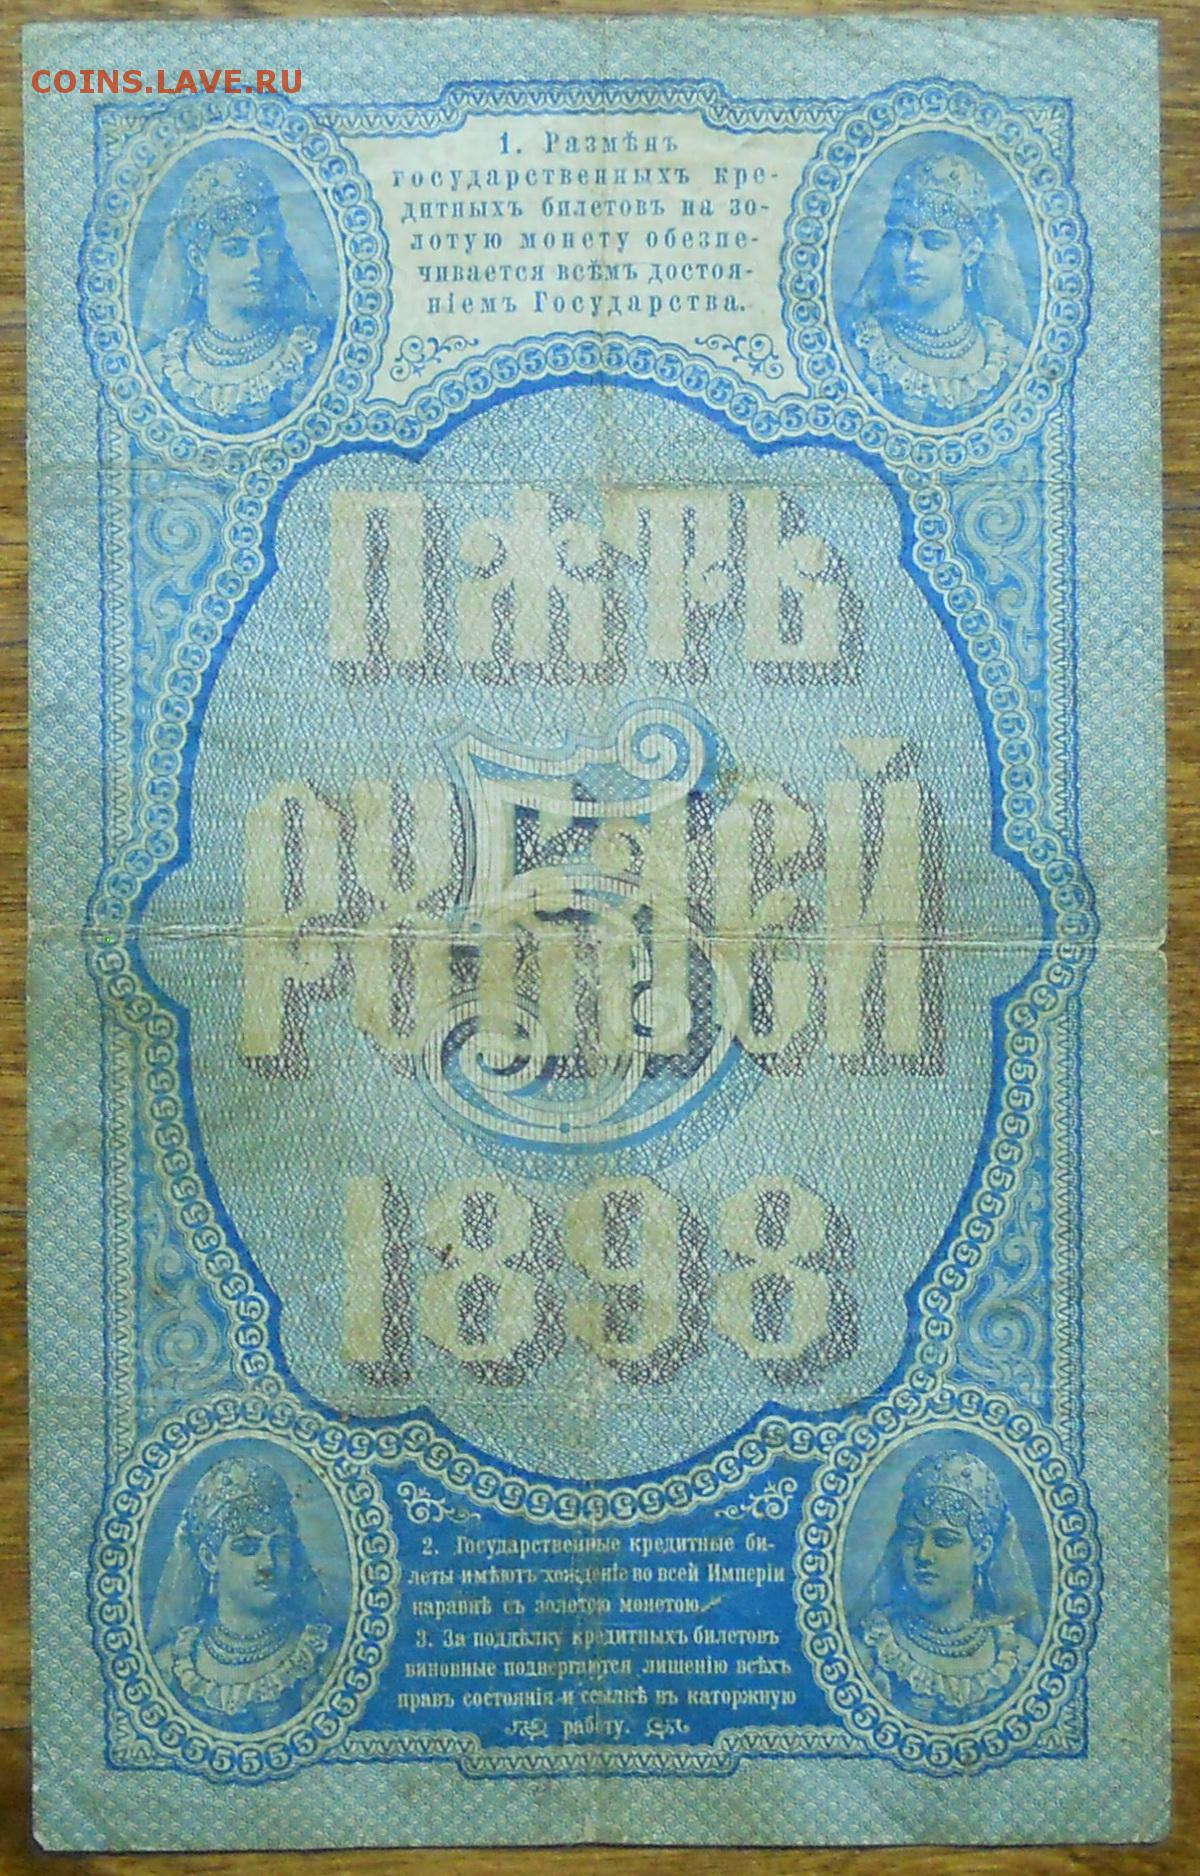 COINS.LAVE.RU
1. Размѣнъ
государственныхъ кре-
дитныхъ билетовъ на зо-
лотую монету обезпе-
чивается всѣмъ достоя-
ніемъ Государства.
ПѦТЬ
РУБЛЕЙ
5
1898
2. Государственные кредитные би-
леты имѣютъ хожденіе во всей Имперіи
наравнѣ съ золотою монетою.
3. За поддѣлку кредитныхъ билетовъ
виновные подвергаются лишенію всѣхъ
правъ состоянія и ссылкѣ въ каторжную
работу.